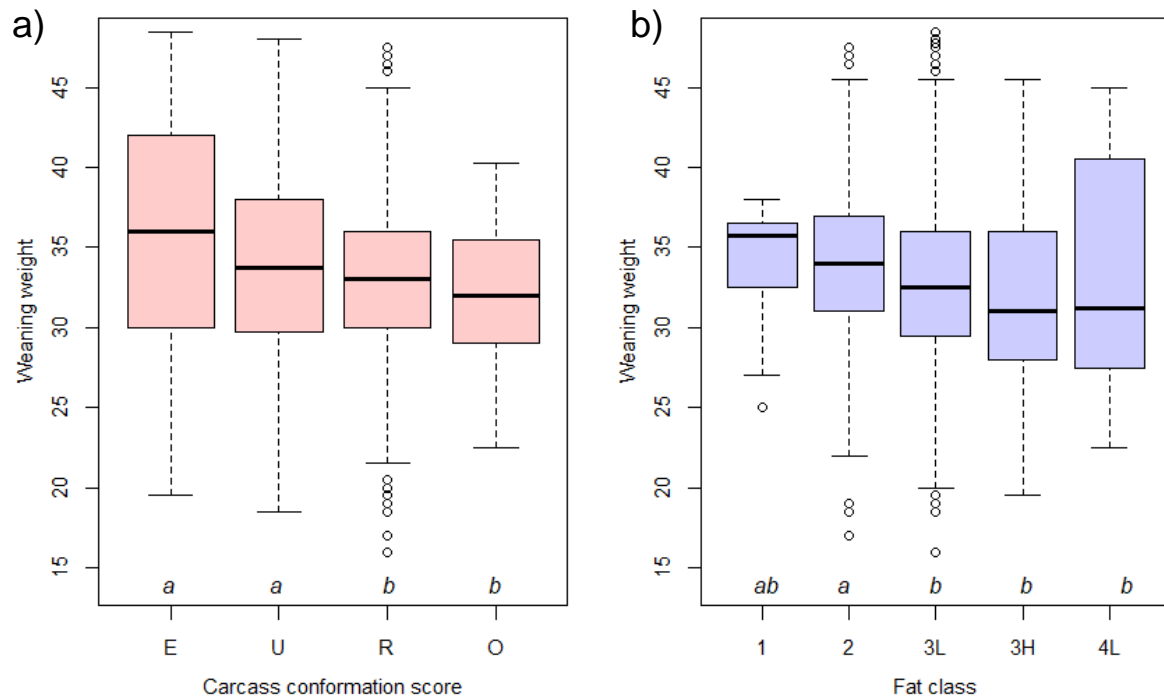 a)
Weaning weight
45
40
35
30
25
20
15
a a b b
E U R O
Carcass conformation score
b)
Weaning weight
45
40
35
30
25
20
15
ab a b b b
1 2 3L 3H 4L
Fat class